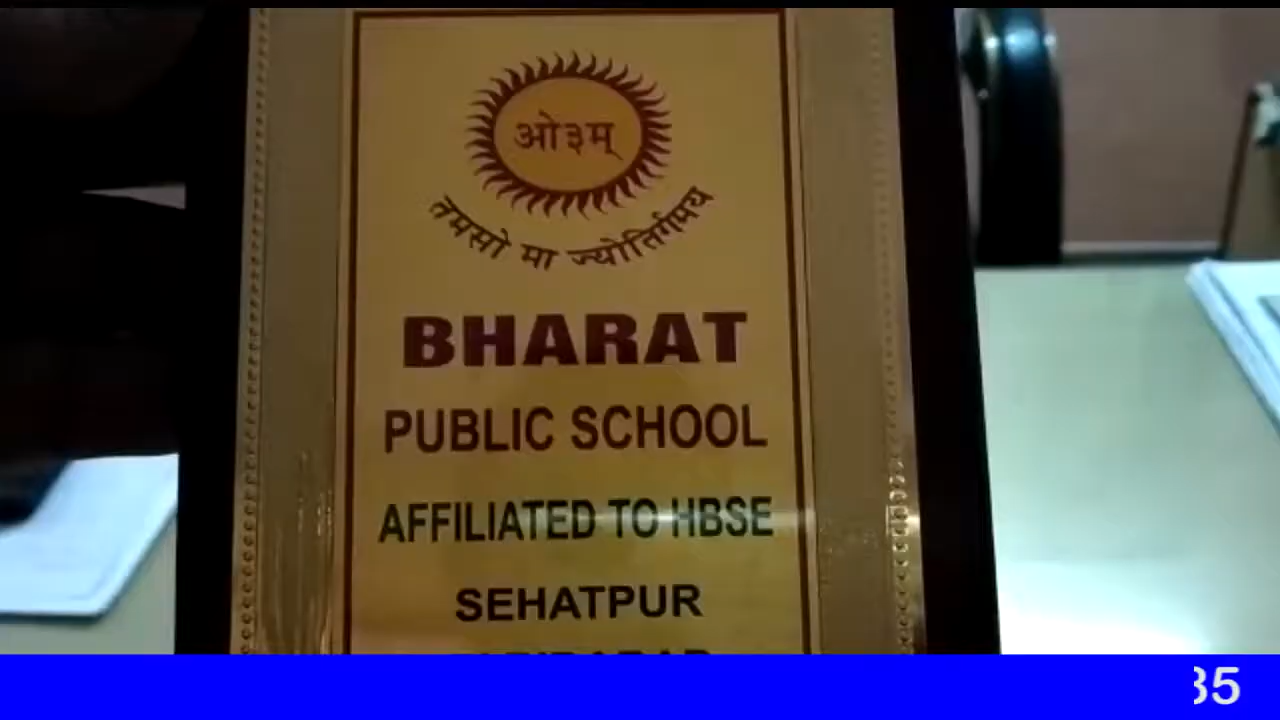 ओ३म्
तमसो मा ज्योतिर्गमय
BHARAT
PUBLIC SCHOOL
AFFILIATED TO HBSE
SEHATPUR
35